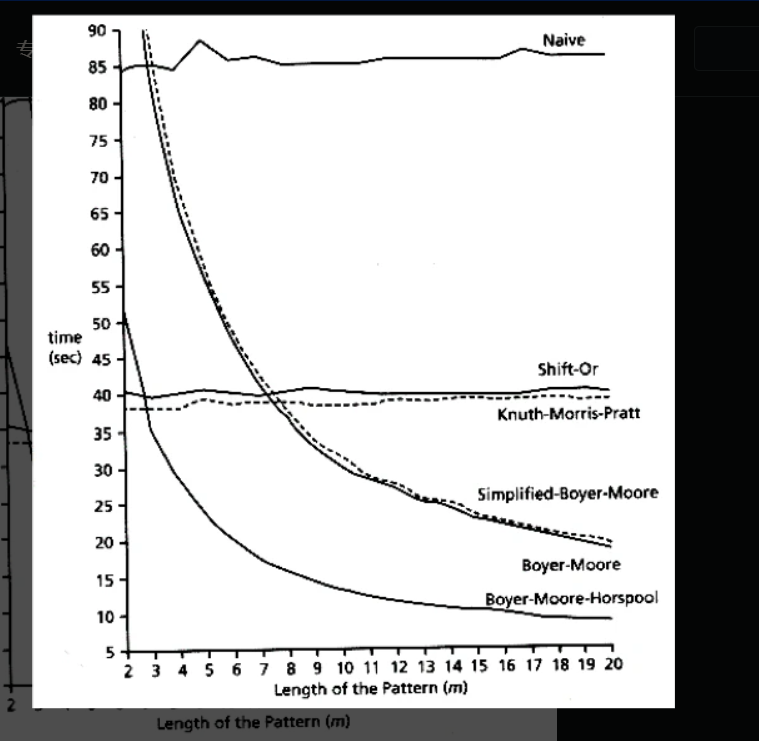 90
Naive
85
80
75
70
65
60
55
50
time
(sec)
45
Shift-Or
40
Knuth-Morris-Pratt
35
30
Simplified-Boyer-Moore
25
20
Boyer-Moore
15
Boyer-Moore-Horspool
10
5
2 3 4 5 6 7 8 9 10 11 12 13 14 15 16 17 18 19 20
Length of the Pattern (m)
2
Length of the Pattern (m)